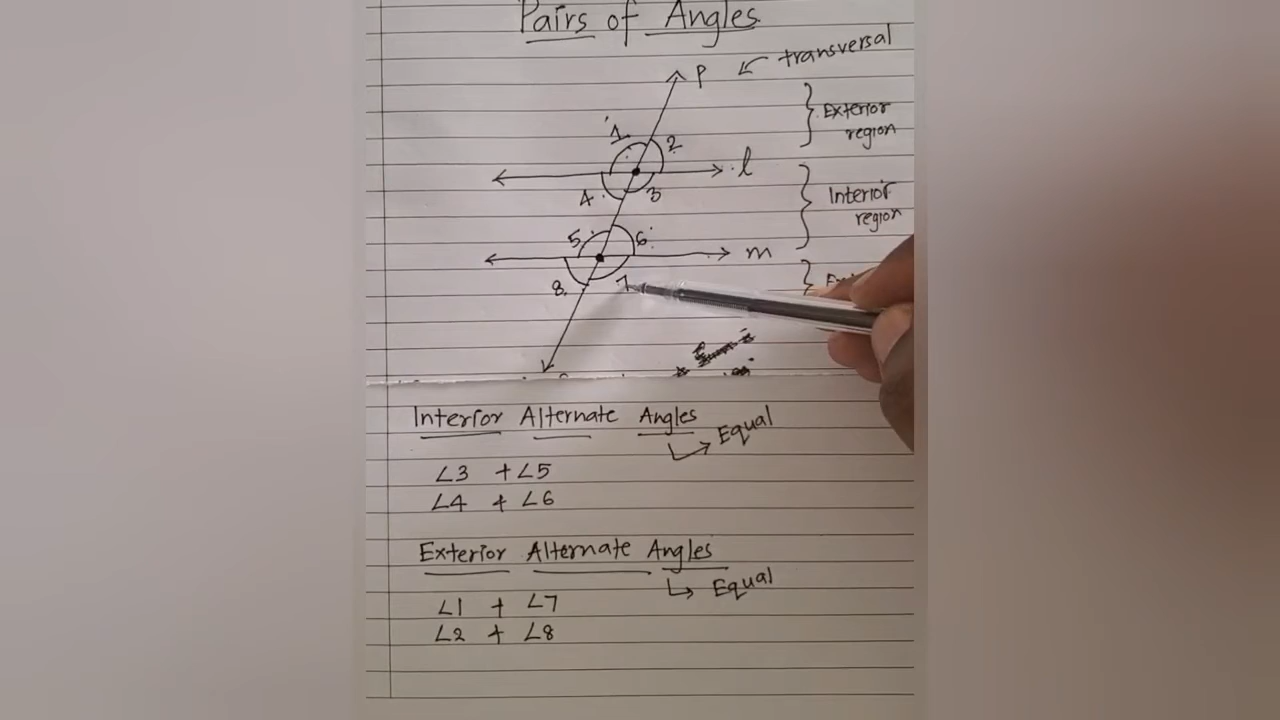 Pairs of Angles
transversal
p
Exterior
region
1
2
l
4
3
Interior
region
5
6
m
8
7
Interior Alternate Angles
Equal
∠3 + ∠5
∠4 + ∠6
Exterior Alternate Angles
Equal
∠1 + ∠7
∠2 + ∠8